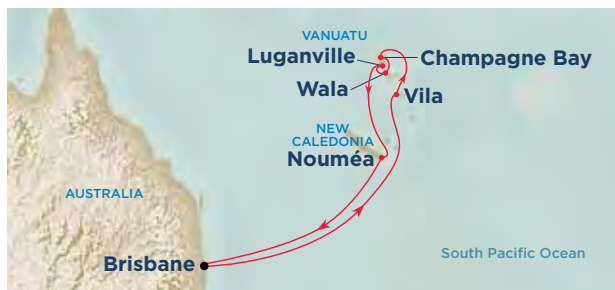 VANUATU
Luganville
Champagne Bay
Wala
Vila
NEW
CALEDONIA
Nouméa
AUSTRALIA
South Pacific Ocean
Brisbane